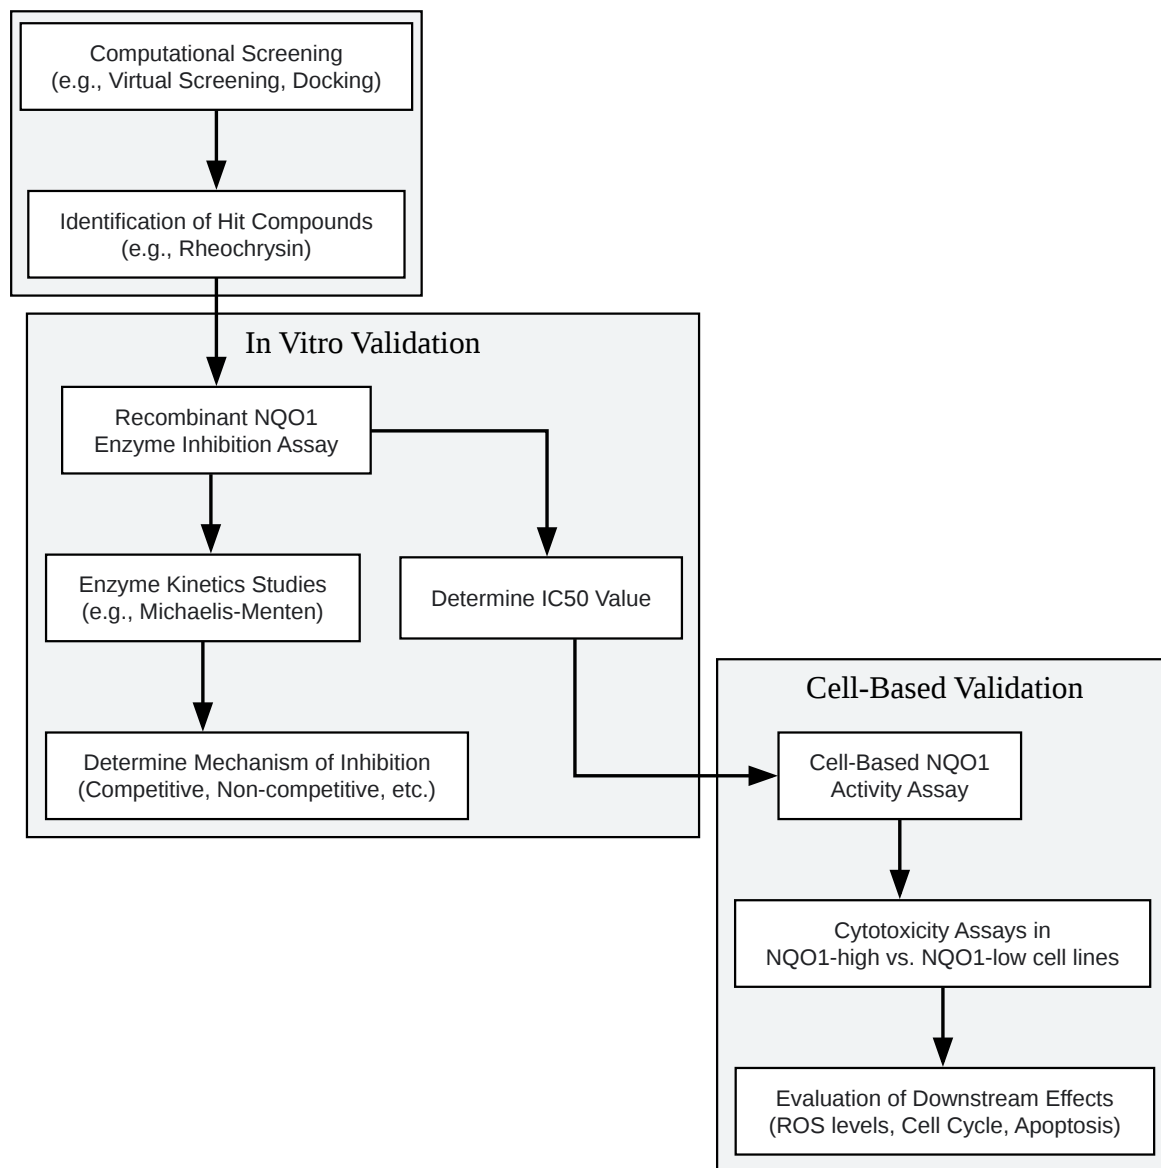 Computational Screening
(e.g., Virtual Screening, Docking)
Identification of Hit Compounds
(e.g., Rheochrysin)
In Vitro Validation
Recombinant NQO1
Enzyme Inhibition Assay
Enzyme Kinetics Studies
(e.g., Michaelis-Menten)
Determine IC50 Value
Determine Mechanism of Inhibition
(Competitive, Non-competitive, etc.)
Cell-Based Validation
Cell-Based NQO1
Activity Assay
Cytotoxicity Assays in
NQO1-high vs. NQO1-low cell lines
Evaluation of Downstream Effects
(ROS levels, Cell Cycle, Apoptosis)